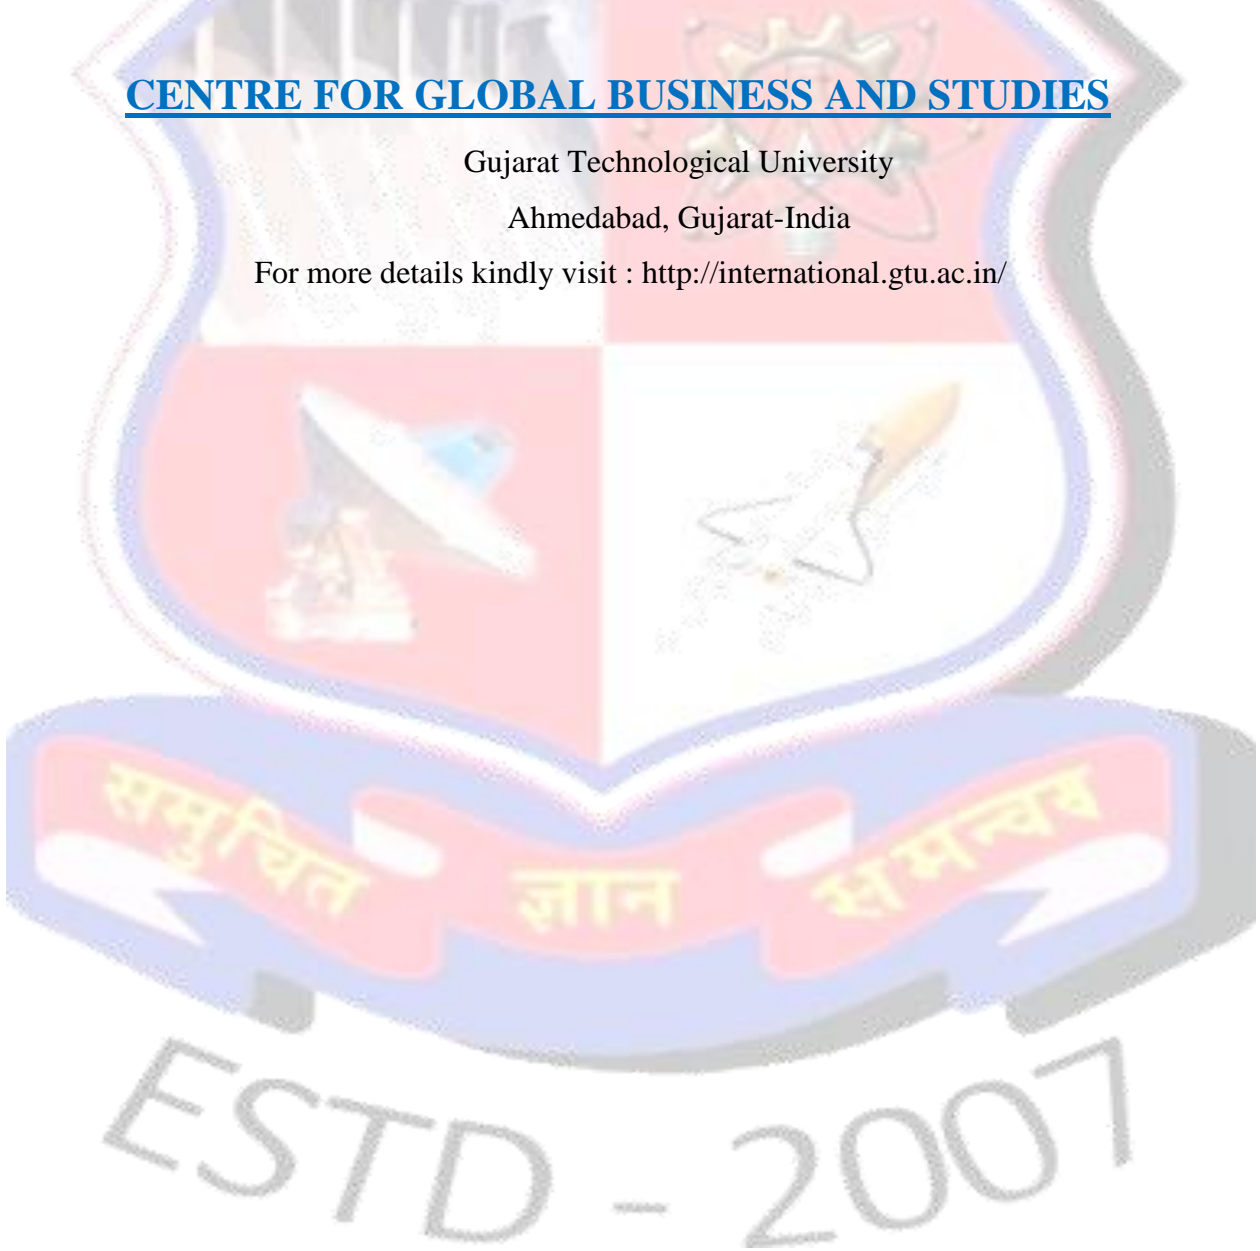 CENTRE FOR GLOBAL BUSINESS AND STUDIES
Gujarat Technological University
Ahmedabad, Gujarat-India
For more details kindly visit : http://international.gtu.ac.in/
समुचित ज्ञान समन्वय
ESTD - 2007